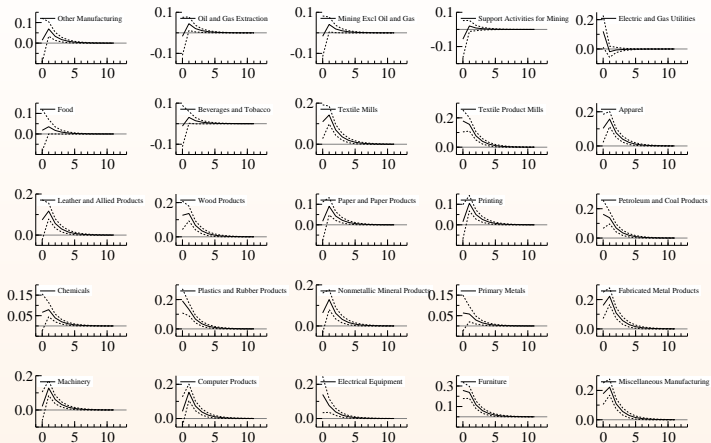 Other Manufacturing
0.1
0.0
0 5 10
Oil and Gas Extraction
-0.1
0 5 10
Mining Excl Oil and Gas
-0.1
0 5 10
Support Activities for Mining
-0.1
0 5 10
Electric and Gas Utilities
0.2
0.0
0 5 10
Food
0.1
0.0
0 5 10
Beverages and Tobacco
-0.1
0 5 10
Textile Mills
0.2
0.0
0 5 10
Textile Product Mills
0.2
0.0
0 5 10
Apparel
0.2
0.0
0 5 10
Leather and Allied Products
0.2
0.0
0 5 10
Wood Products
0.2
0.0
0 5 10
Paper and Paper Products
0.1
0.0
0 5 10
Printing
0.1
0.0
0 5 10
Petroleum and Coal Products
0.2
0.0
0 5 10
Chemicals
0.15
0.05
0 5 10
Plastics and Rubber Products
0.2
0.0
0 5 10
Nonmetallic Mineral Products
0.2
0.0
0 5 10
Primary Metals
0.15
0.05
0 5 10
Fabricated Metal Products
0.2
0.0
0 5 10
Machinery
0.2
0.0
0 5 10
Computer Products
0.2
0.0
0 5 10
Electrical Equipment
0.2
0.0
0 5 10
Furniture
0.3
0.1
0 5 10
Miscellaneous Manufacturing
0.2
0.0
0 5 10